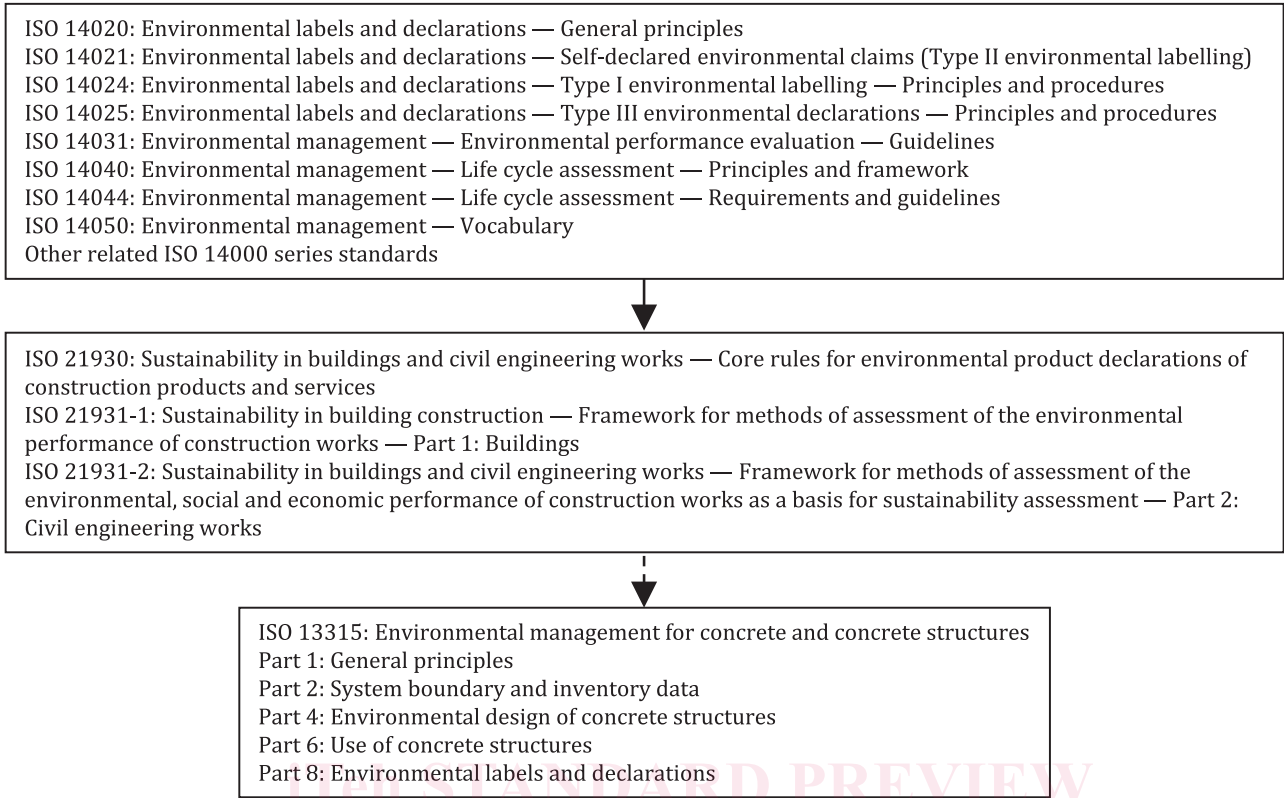 ISO 14020: Environmental labels and declarations — General principles
ISO 14021: Environmental labels and declarations — Self-declared environmental claims (Type II environmental labelling)
ISO 14024: Environmental labels and declarations — Type I environmental labelling — Principles and procedures
ISO 14025: Environmental labels and declarations — Type III environmental declarations — Principles and procedures
ISO 14031: Environmental management — Environmental performance evaluation — Guidelines
ISO 14040: Environmental management — Life cycle assessment — Principles and framework
ISO 14044: Environmental management — Life cycle assessment — Requirements and guidelines
ISO 14050: Environmental management — Vocabulary
Other related ISO 14000 series standards
ISO 21930: Sustainability in buildings and civil engineering works — Core rules for environmental product declarations of
construction products and services
ISO 21931-1: Sustainability in building construction — Framework for methods of assessment of the environmental
performance of construction works — Part 1: Buildings
ISO 21931-2: Sustainability in buildings and civil engineering works — Framework for methods of assessment of the
environmental, social and economic performance of construction works as a basis for sustainability assessment — Part 2:
Civil engineering works
ISO 13315: Environmental management for concrete and concrete structures
Part 1: General principles
Part 2: System boundary and inventory data
Part 4: Environmental design of concrete structures
Part 6: Use of concrete structures
Part 8: Environmental labels and declarations
iTeh STANDARD PREVIEW